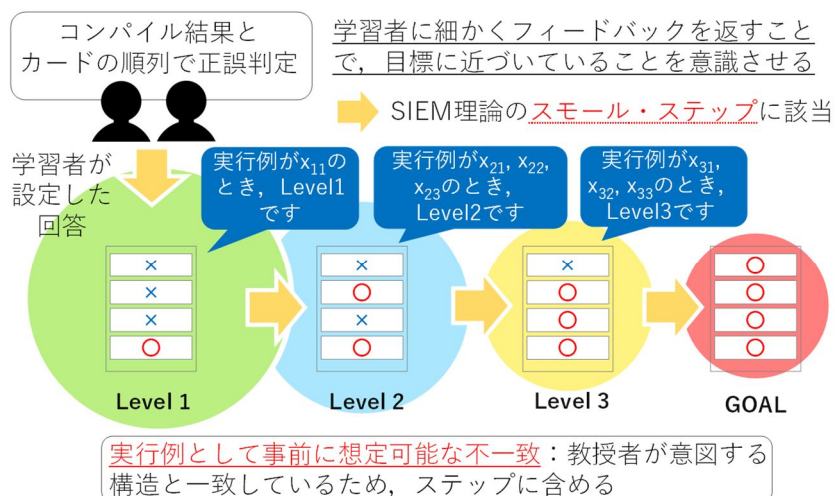 コンパイル結果と
カードの順列で正誤判定
学習者に細かくフィードバックを返すこと
で，目標に近づいていることを意識させる
SIEM理論のスモール・ステップに該当
学習者が
設定した
回答
実行例がx₁₁の
とき，Level1
です
実行例がx₂₁, x₂₂,
x₂₃のとき，
Level2です
実行例がx₃₁,
x₃₂, x₃₃のとき，
Level3です
×
×
×
○
×
○
×
○
×
○
○
○
○
○
○
○
Level 1
Level 2
Level 3
GOAL
実行例として事前に想定可能な不一致：教授者が意図する
構造と一致しているため，ステップに含める